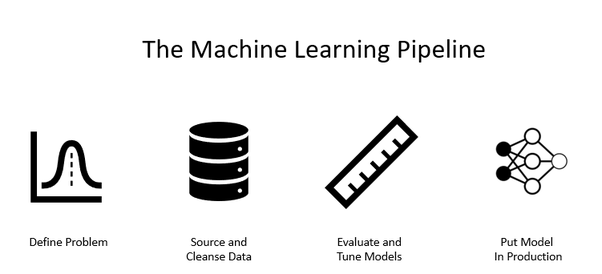 The Machine Learning Pipeline
Define Problem
Source and
Cleanse Data
Evaluate and
Tune Models
Put Model
In Production